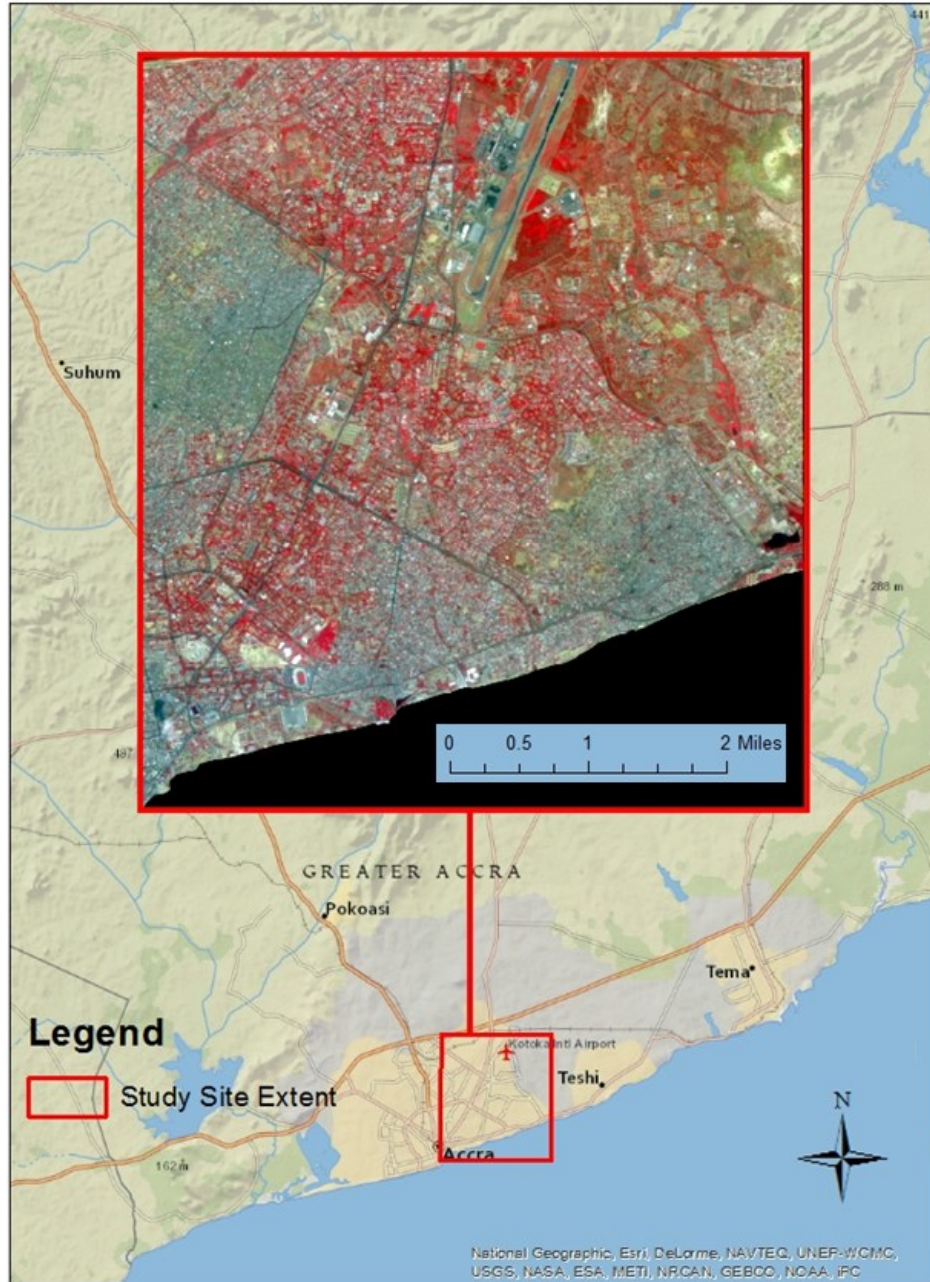 441
Suhum
288 m
0 0.5 1 2 Miles
487
GREATER ACCRA
Pokoasi
Tema
Legend
Kotoka Intl Airport
Teshi
Study Site Extent
N
Accra
162 m
National Geographic, Esri, DeLorme, NAVTEQ, UNEP-WCMC,
USGS, NASA, ESA, METI, NRCAN, GEBCO, NOAA, iPC